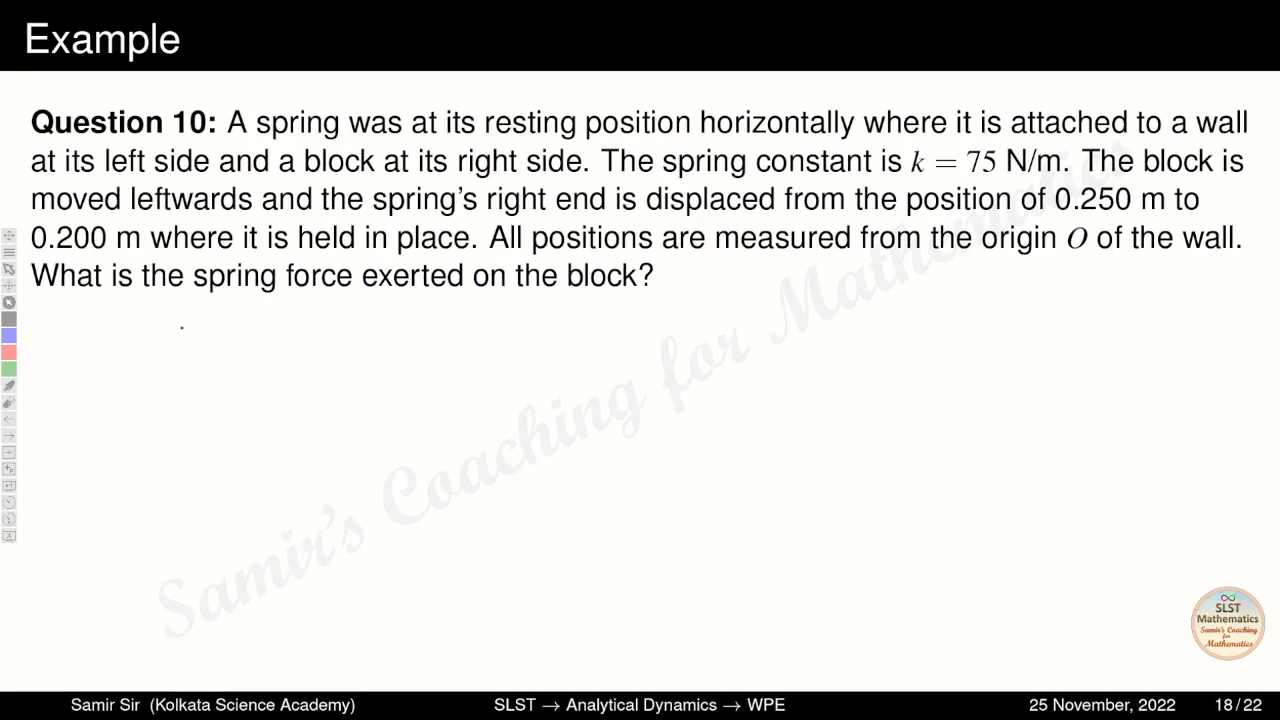 Example
Question 10: A spring was at its resting position horizontally where it is attached to a wall
at its left side and a block at its right side. The spring constant is k = 75 N/m. The block is
moved leftwards and the spring's right end is displaced from the position of 0.250 m to
0.200 m where it is held in place. All positions are measured from the origin O of the wall.
What is the spring force exerted on the block?
Samir's Coaching for Mathematics
SLST
Mathematics
Samir's Coaching
for
Mathematics
Samir Sir (Kolkata Science Academy)
SLST → Analytical Dynamics → WPE
25 November, 2022
18 / 22